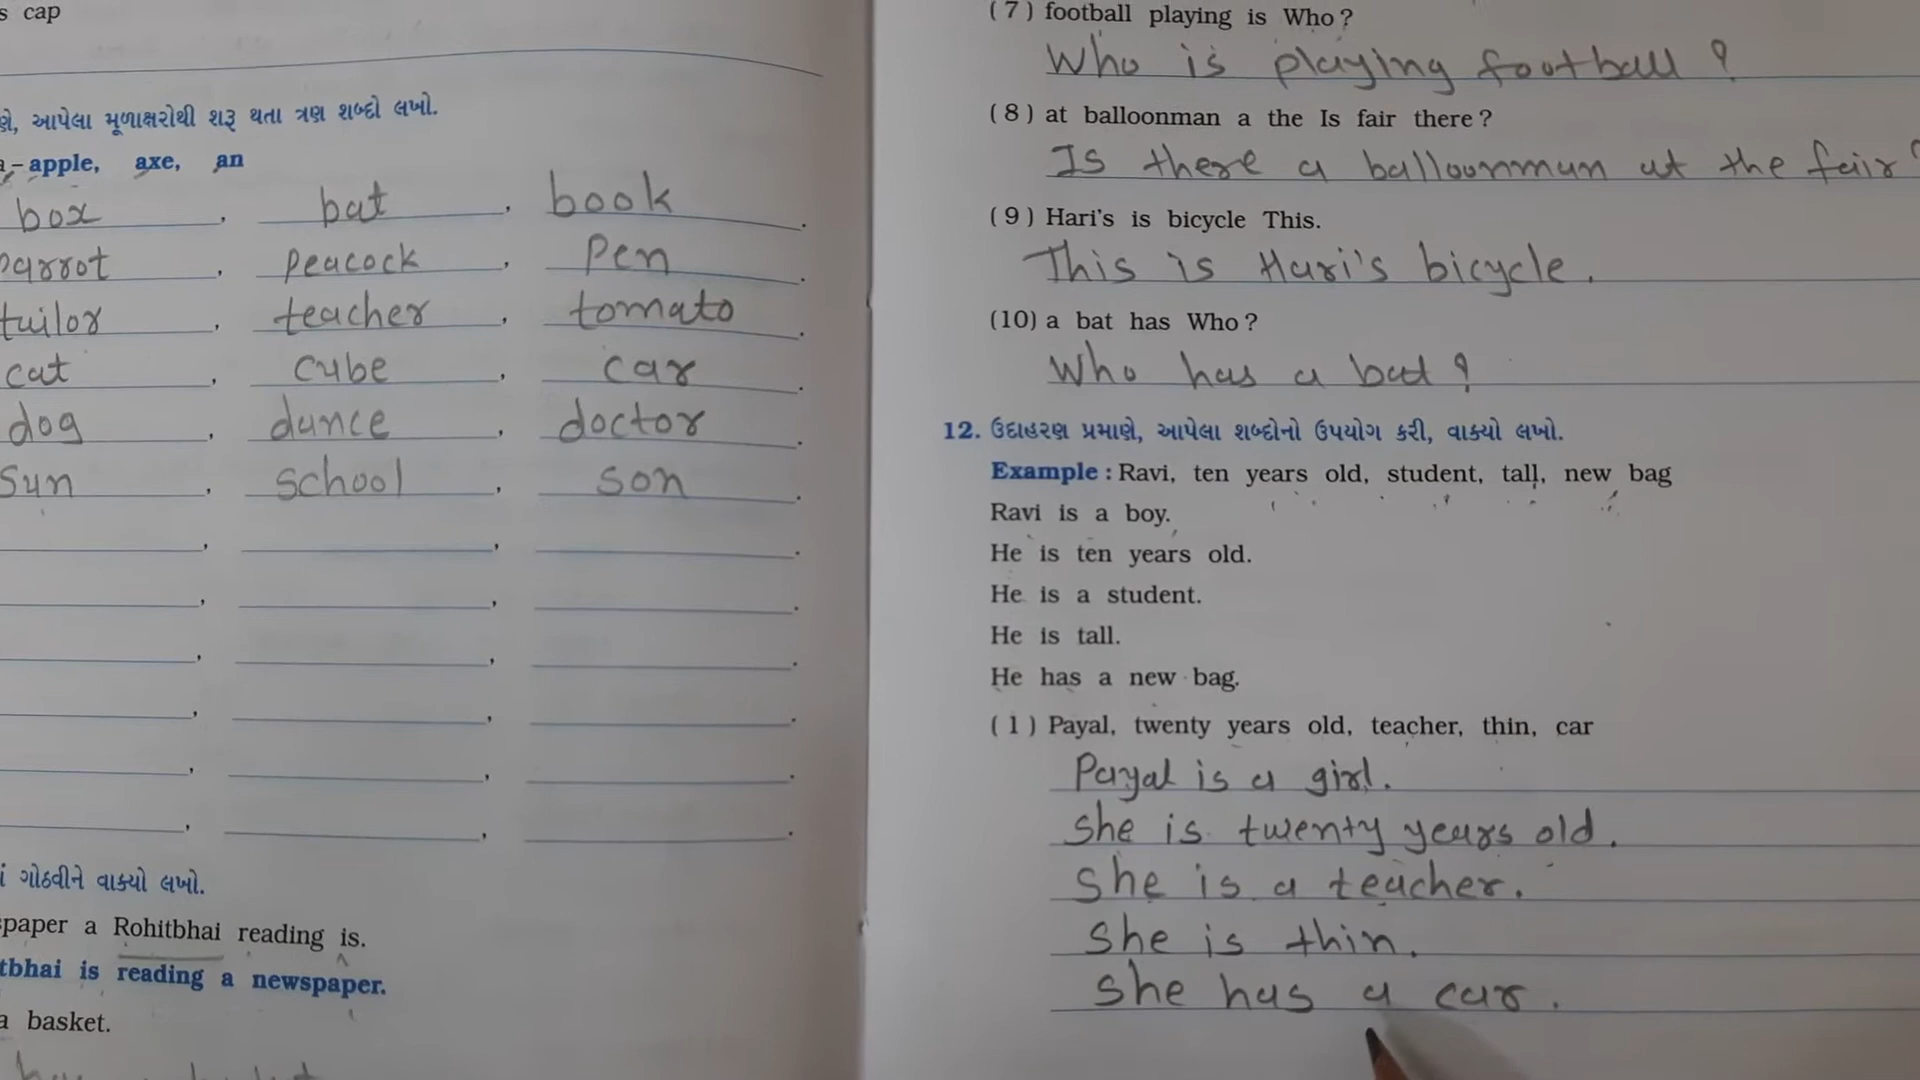 s cap
ણે, આપેલા મૂળાક્ષરોથી શરૂ થતા ત્રણ શબ્દો લખો.
a – apple, axe, an
box , bat , book .
parrot , peacock , pen .
tailor , teacher , tomato .
cat , cube , car .
dog , dance , doctor .
sun , school , son .
ગોઠવીને વાક્યો લખો.
spaper a Rohitbhai reading is.
tbhai is reading a newspaper.
a basket.
(7) football playing is Who?
Who is playing football?
(8) at balloonman a the Is fair there?
Is there a balloonman at the fair?
(9) Hari's is bicycle This.
This is Hari's bicycle.
(10) a bat has Who?
Who has a bat?
12. ઉદાહરણ પ્રમાણે, આપેલા શબ્દોનો ઉપયોગ કરી, વાક્યો લખો.
Example : Ravi, ten years old, student, tall, new bag
Ravi is a boy.
He is ten years old.
He is a student.
He is tall.
He has a new bag.
(1) Payal, twenty years old, teacher, thin, car
Payal is a girl.
She is twenty years old.
She is a teacher.
She is thin.
She has a car.